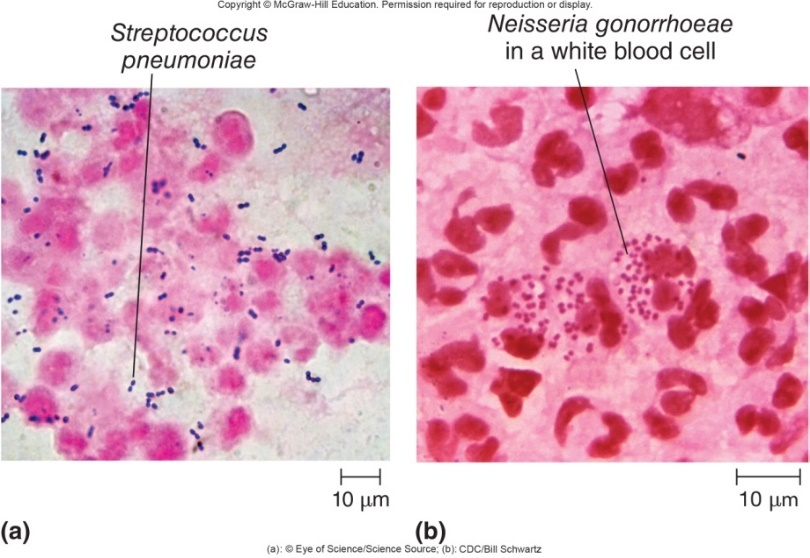 Copyright © McGraw-Hill Education. Permission required for reproduction or display.
Streptococcus
pneumoniae
Neisseria gonorrhoeae
in a white blood cell
10 μm
10 μm
(a)
(b)
(a): © Eye of Science/Science Source; (b): CDC/Bill Schwartz